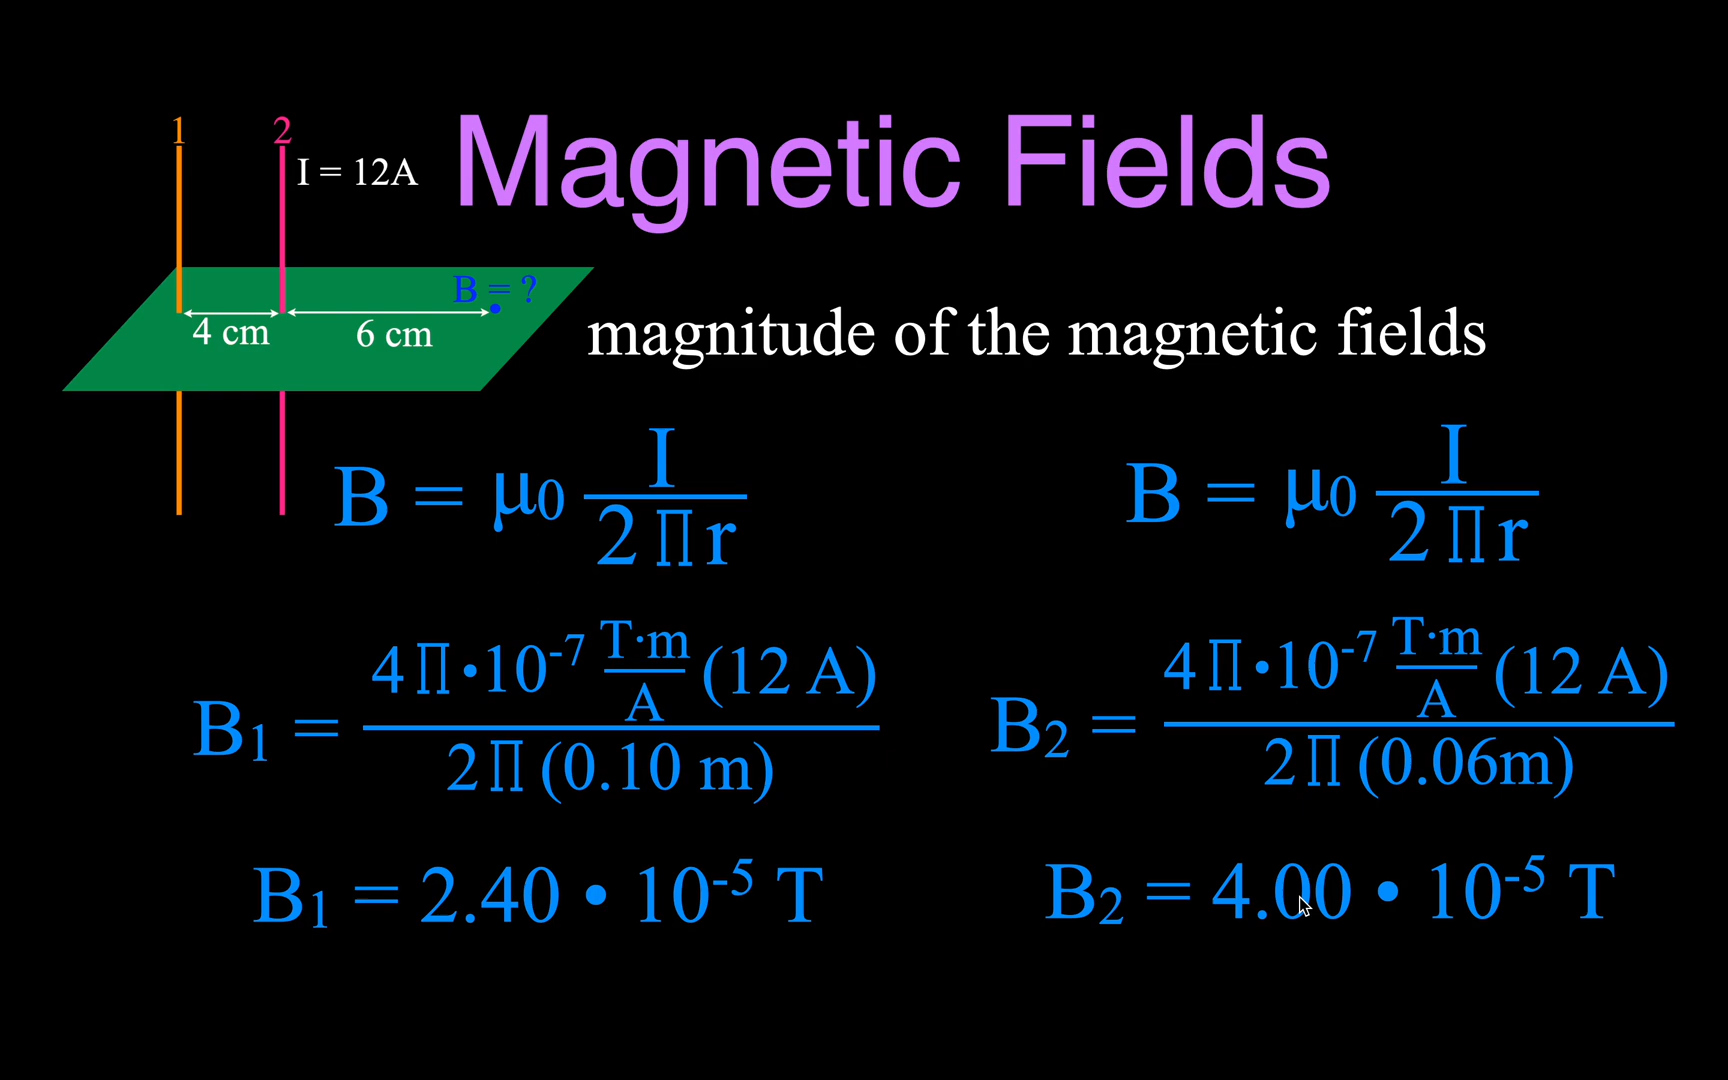 Magnetic Fields
1
2
I = 12A
B = ?
4 cm
6 cm
magnitude of the magnetic fields
B = μ₀ I / 2∏r
B = μ₀ I / 2∏r
B₁ = 4∏•10⁻⁷ T·m/A (12 A) / 2∏(0.10 m)
B₂ = 4∏•10⁻⁷ T·m/A (12 A) / 2∏(0.06m)
B₁ = 2.40 • 10⁻⁵ T
B₂ = 4.00 • 10⁻⁵ T